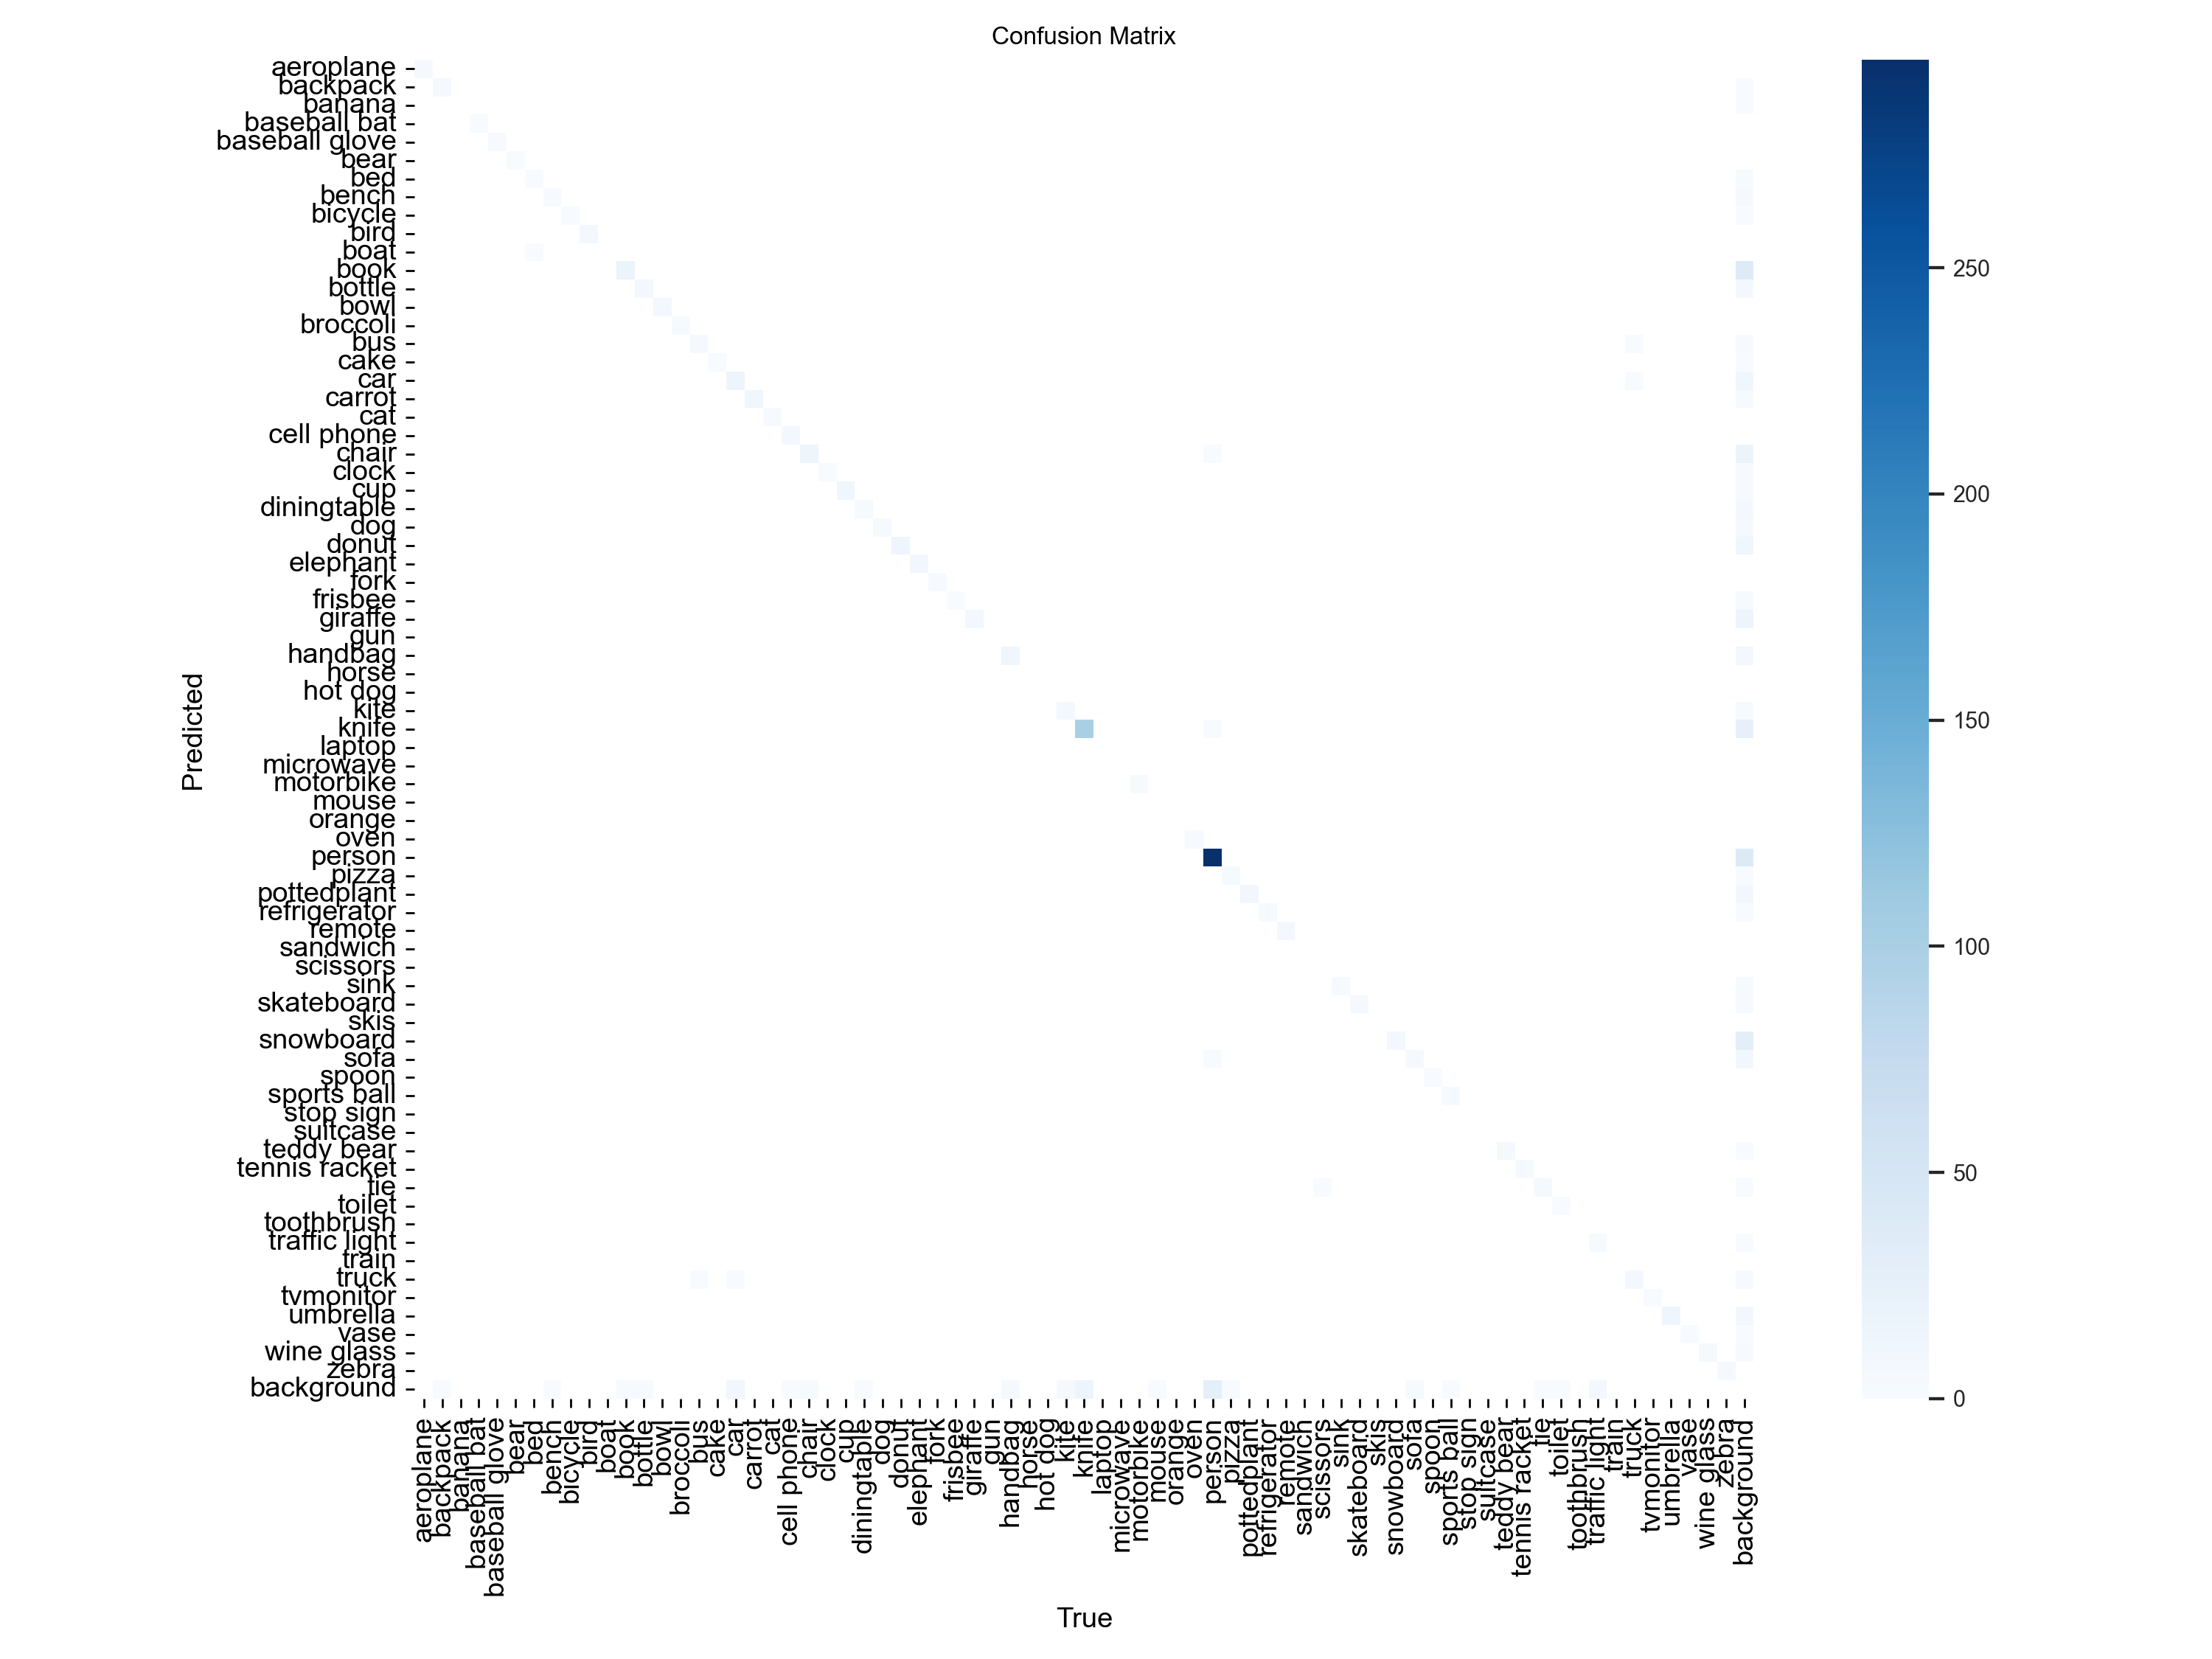 Confusion Matrix
aeroplane
backpack
banana
baseball bat
baseball glove
bear
bed
bench
bicycle
bird
boat
book
bottle
bowl
broccoli
bus
cake
car
carrot
cat
cell phone
chair
clock
cup
diningtable
dog
donut
elephant
fork
frisbee
giraffe
gun
handbag
horse
hot dog
kite
knife
laptop
microwave
motorbike
mouse
orange
oven
person
pizza
pottedplant
refrigerator
remote
sandwich
scissors
sink
skateboard
skis
snowboard
sofa
spoon
sports ball
stop sign
suitcase
teddy bear
tennis racket
tie
toilet
toothbrush
traffic light
train
truck
tvmonitor
umbrella
vase
wine glass
zebra
background
Predicted
aeroplane
backpack
banana
baseball bat
baseball glove
bear
bed
bench
bicycle
bird
boat
book
bottle
bowl
broccoli
bus
cake
car
carrot
cat
cell phone
chair
clock
cup
diningtable
dog
donut
elephant
fork
frisbee
giraffe
gun
handbag
horse
hot dog
kite
knife
laptop
microwave
motorbike
mouse
orange
oven
person
pizza
pottedplant
refrigerator
remote
sandwich
scissors
sink
skateboard
skis
snowboard
sofa
spoon
sports ball
stop sign
suitcase
teddy bear
tennis racket
tie
toilet
toothbrush
traffic light
train
truck
tvmonitor
umbrella
vase
wine glass
zebra
background
True
250
200
150
100
50
0